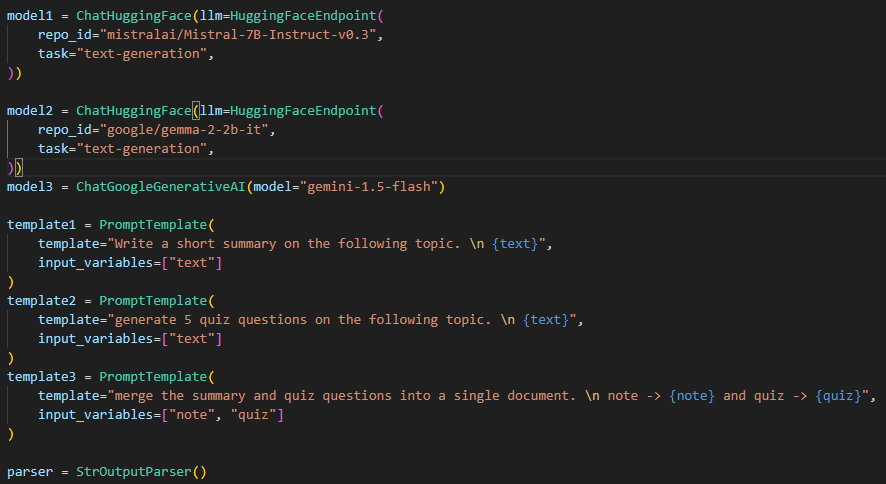 model1 = ChatHuggingFace(llm=HuggingFaceEndpoint(
    repo_id="mistralai/Mistral-7B-Instruct-v0.3",
    task="text-generation",
))

model2 = ChatHuggingFace(llm=HuggingFaceEndpoint(
    repo_id="google/gemma-2-2b-it",
    task="text-generation",
))
model3 = ChatGoogleGenerativeAI(model="gemini-1.5-flash")

template1 = PromptTemplate(
    template="Write a short summary on the following topic. \n {text}",
    input_variables=["text"]
)
template2 = PromptTemplate(
    template="generate 5 quiz questions on the following topic. \n {text}",
    input_variables=["text"]
)
template3 = PromptTemplate(
    template="merge the summary and quiz questions into a single document. \n note -> {note} and quiz -> {quiz}",
    input_variables=["note", "quiz"]
)

parser = StrOutputParser()